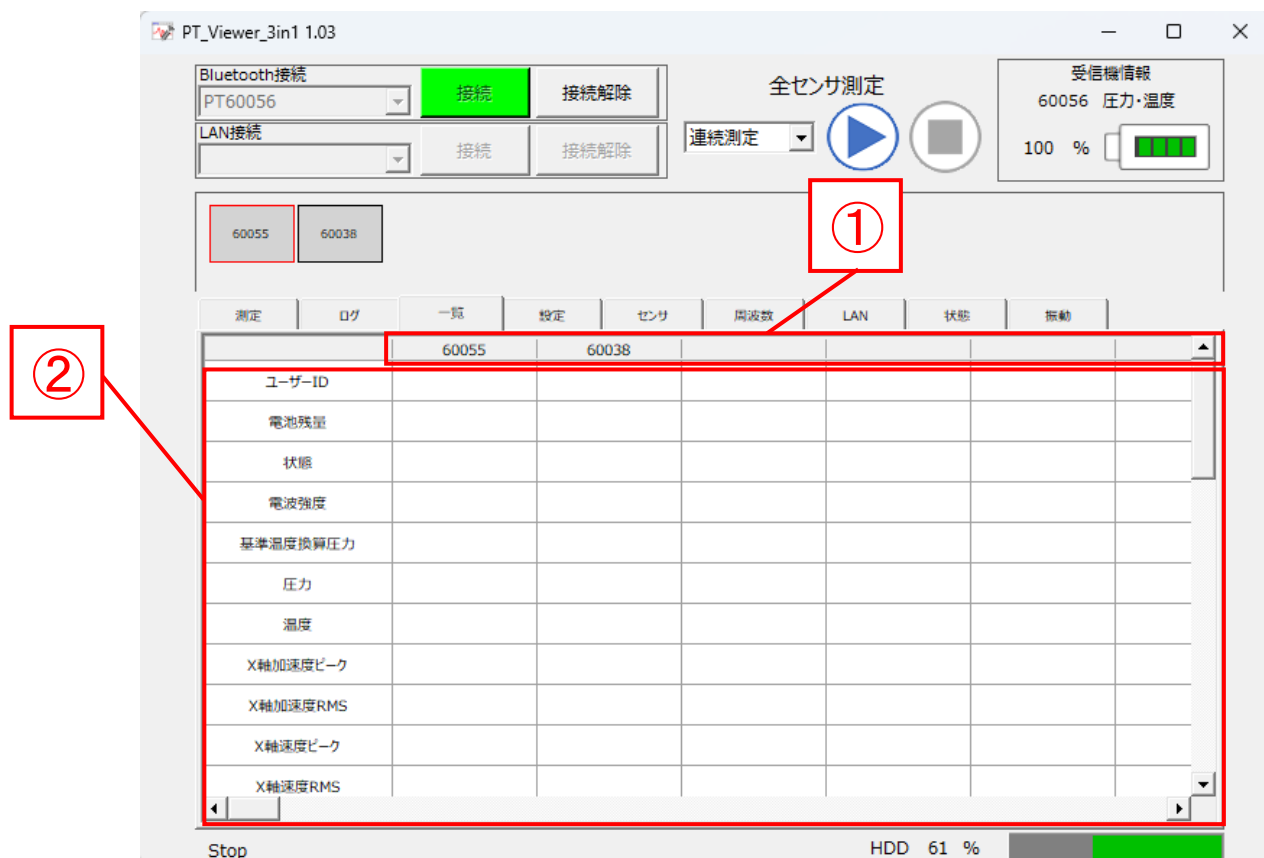 PT_Viewer_3in1 1.03
Bluetooth接続
PT60056
接続
接続解除
LAN接続
接続
接続解除
全センサ測定
連続測定
受信機情報
60056 圧力・温度
100 %
60055
60038
①
測定
ログ
一覧
設定
センサ
周波数
LAN
状態
振動
②
60055
60038
ユーザーID
電池残量
状態
電波強度
基準温度換算圧力
圧力
温度
X軸加速度ピーク
X軸加速度RMS
X軸速度ピーク
X軸速度RMS
Stop
HDD 61 %